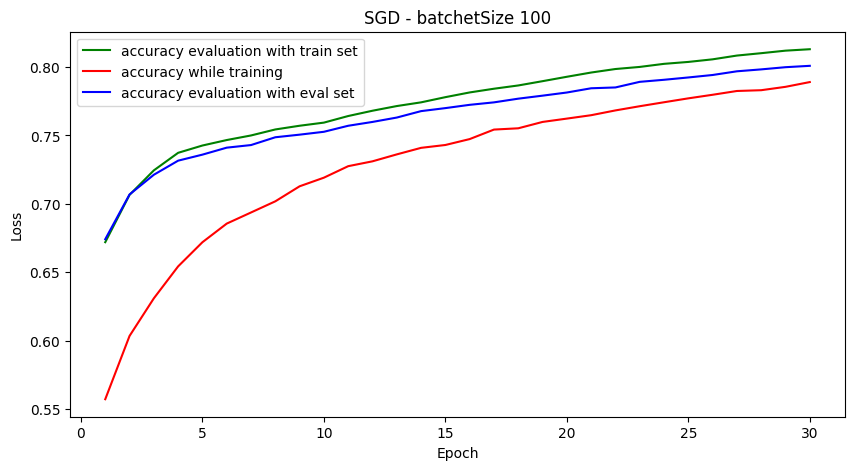 SGD - batchetSize 100
accuracy evaluation with train set
accuracy while training
accuracy evaluation with eval set
0.80
0.75
0.70
0.65
0.60
0.55
Loss
0 5 10 15 20 25 30
Epoch